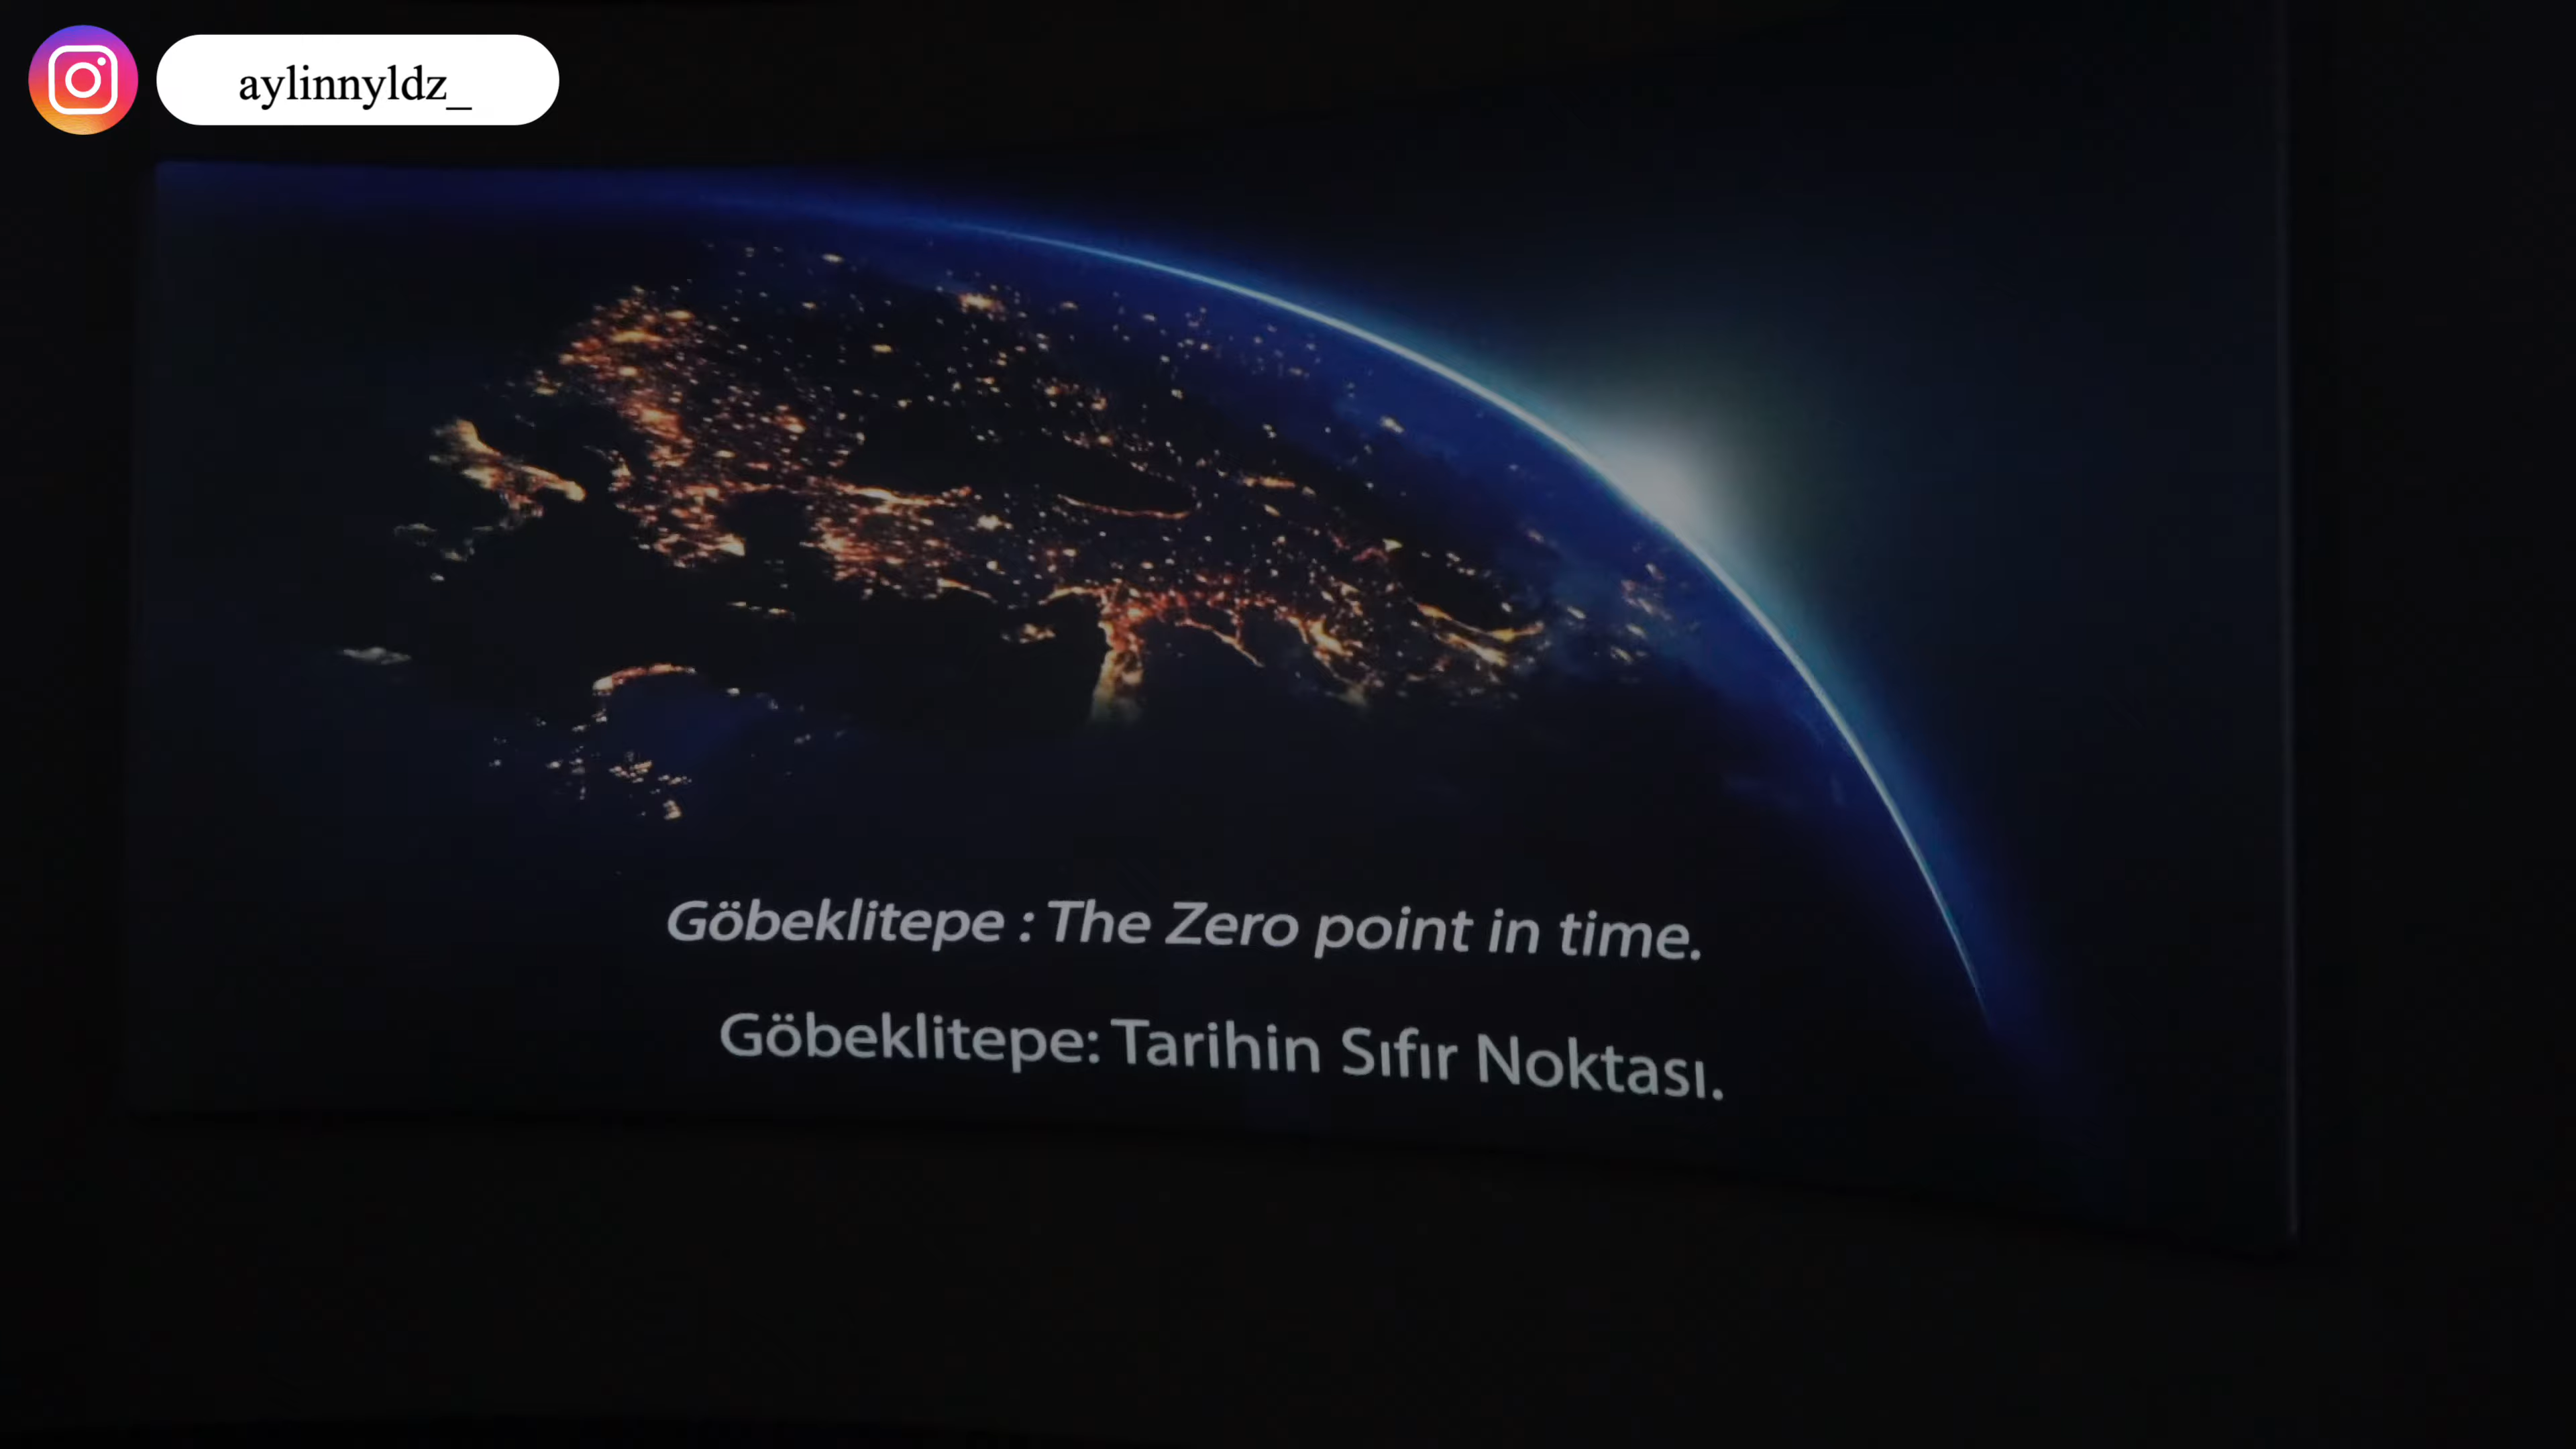 aylinnyldz_
Göbeklitepe : The Zero point in time.
Göbeklitepe: Tarihin Sıfır Noktası.